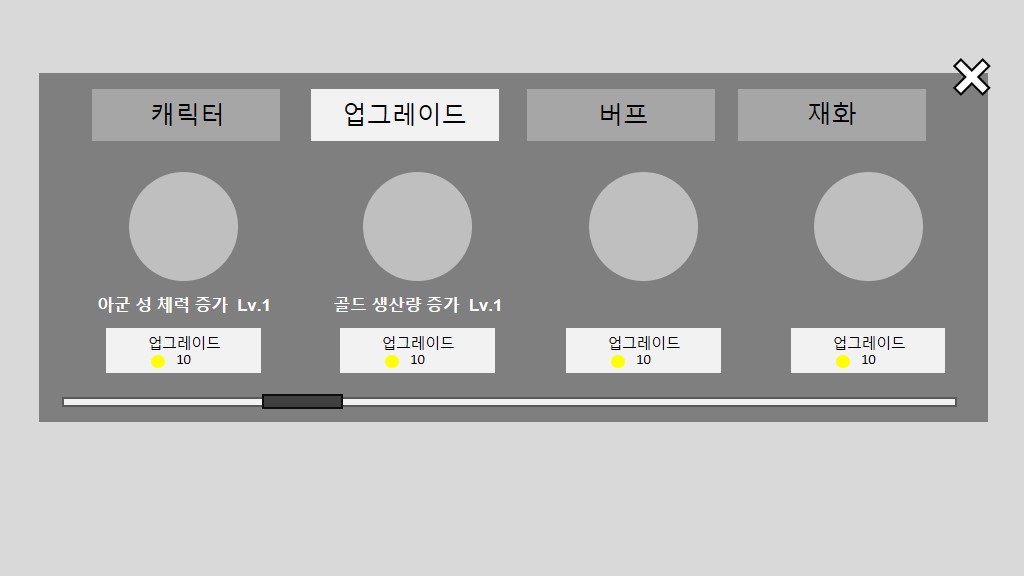 캐릭터
업그레이드
버프
재화
아군 성 체력 증가 Lv.1
골드 생산량 증가 Lv.1
업그레이드
10
업그레이드
10
업그레이드
10
업그레이드
10